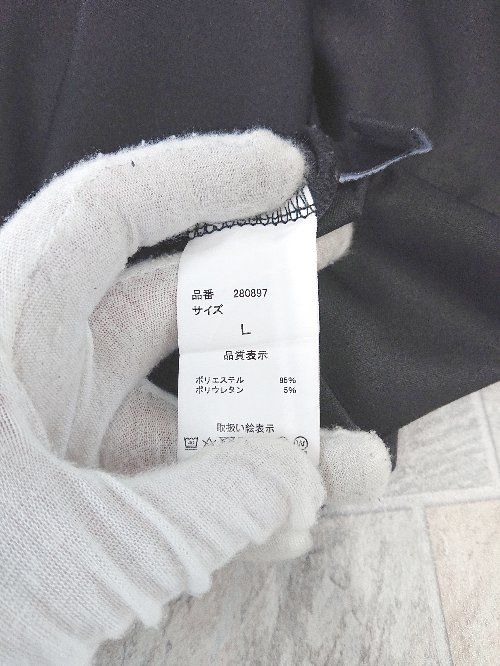 品番 280897
サイズ
L
品質表示
ポリエステル 95%
ポリウレタン 5%
取扱い絵表示